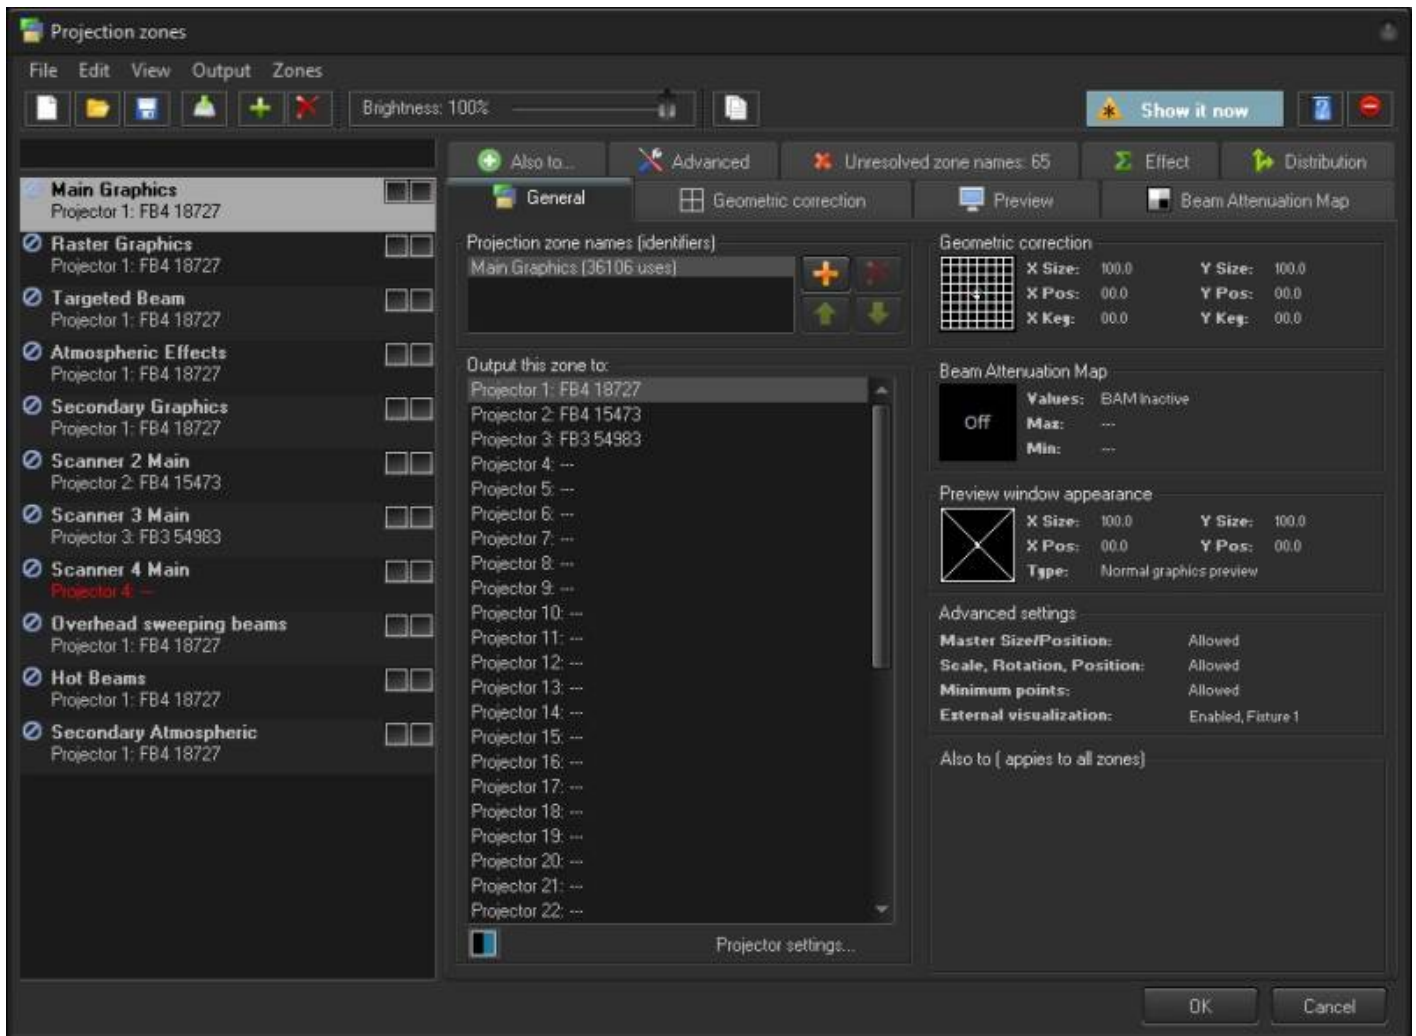 Projection zones
File Edit View Output Zones
Brightness: 100%
Show it now
Also to... Advanced Unresolved zone names: 65 Effect Distribution
General Geometric correction Preview Beam Attenuation Map
Main Graphics
Projector 1: FB4 18727
Raster Graphics
Projector 1: FB4 18727
Targeted Beam
Projector 1: FB4 18727
Atmospheric Effects
Projector 1: FB4 18727
Secondary Graphics
Projector 1: FB4 18727
Scanner 2 Main
Projector 2: FB4 15473
Scanner 3 Main
Projector 3: FB3 54983
Scanner 4 Main
Projector 4: ---
Overhead sweeping beams
Projector 1: FB4 18727
Hot Beams
Projector 1: FB4 18727
Secondary Atmospheric
Projector 1: FB4 18727
Projection zone names (identifiers)
Main Graphics (36106 uses)
Output this zone to:
Projector 1: FB4 18727
Projector 2: FB4 15473
Projector 3: FB3 54983
Projector 4: ---
Projector 5: ---
Projector 6: ---
Projector 7: ---
Projector 8: ---
Projector 9: ---
Projector 10: ---
Projector 11: ---
Projector 12: ---
Projector 13: ---
Projector 14: ---
Projector 15: ---
Projector 16: ---
Projector 17: ---
Projector 18: ---
Projector 19: ---
Projector 20: ---
Projector 21: ---
Projector 22: ---
Projector settings...
Geometric correction
X Size: 100.0 Y Size: 100.0
X Pos: 00.0 Y Pos: 00.0
X Key: 00.0 Y Key: 00.0
Beam Attenuation Map
Off
Values: BAM Inactive
Max: ---
Min: ---
Preview window appearance
X Size: 100.0 Y Size: 100.0
X Pos: 00.0 Y Pos: 00.0
Type: Normal graphics preview
Advanced settings
Master Size/Position: Allowed
Scale, Rotation, Position: Allowed
Minimum points: Allowed
External visualization: Enabled, Fixture 1
Also to ( appies to all zones)
OK Cancel